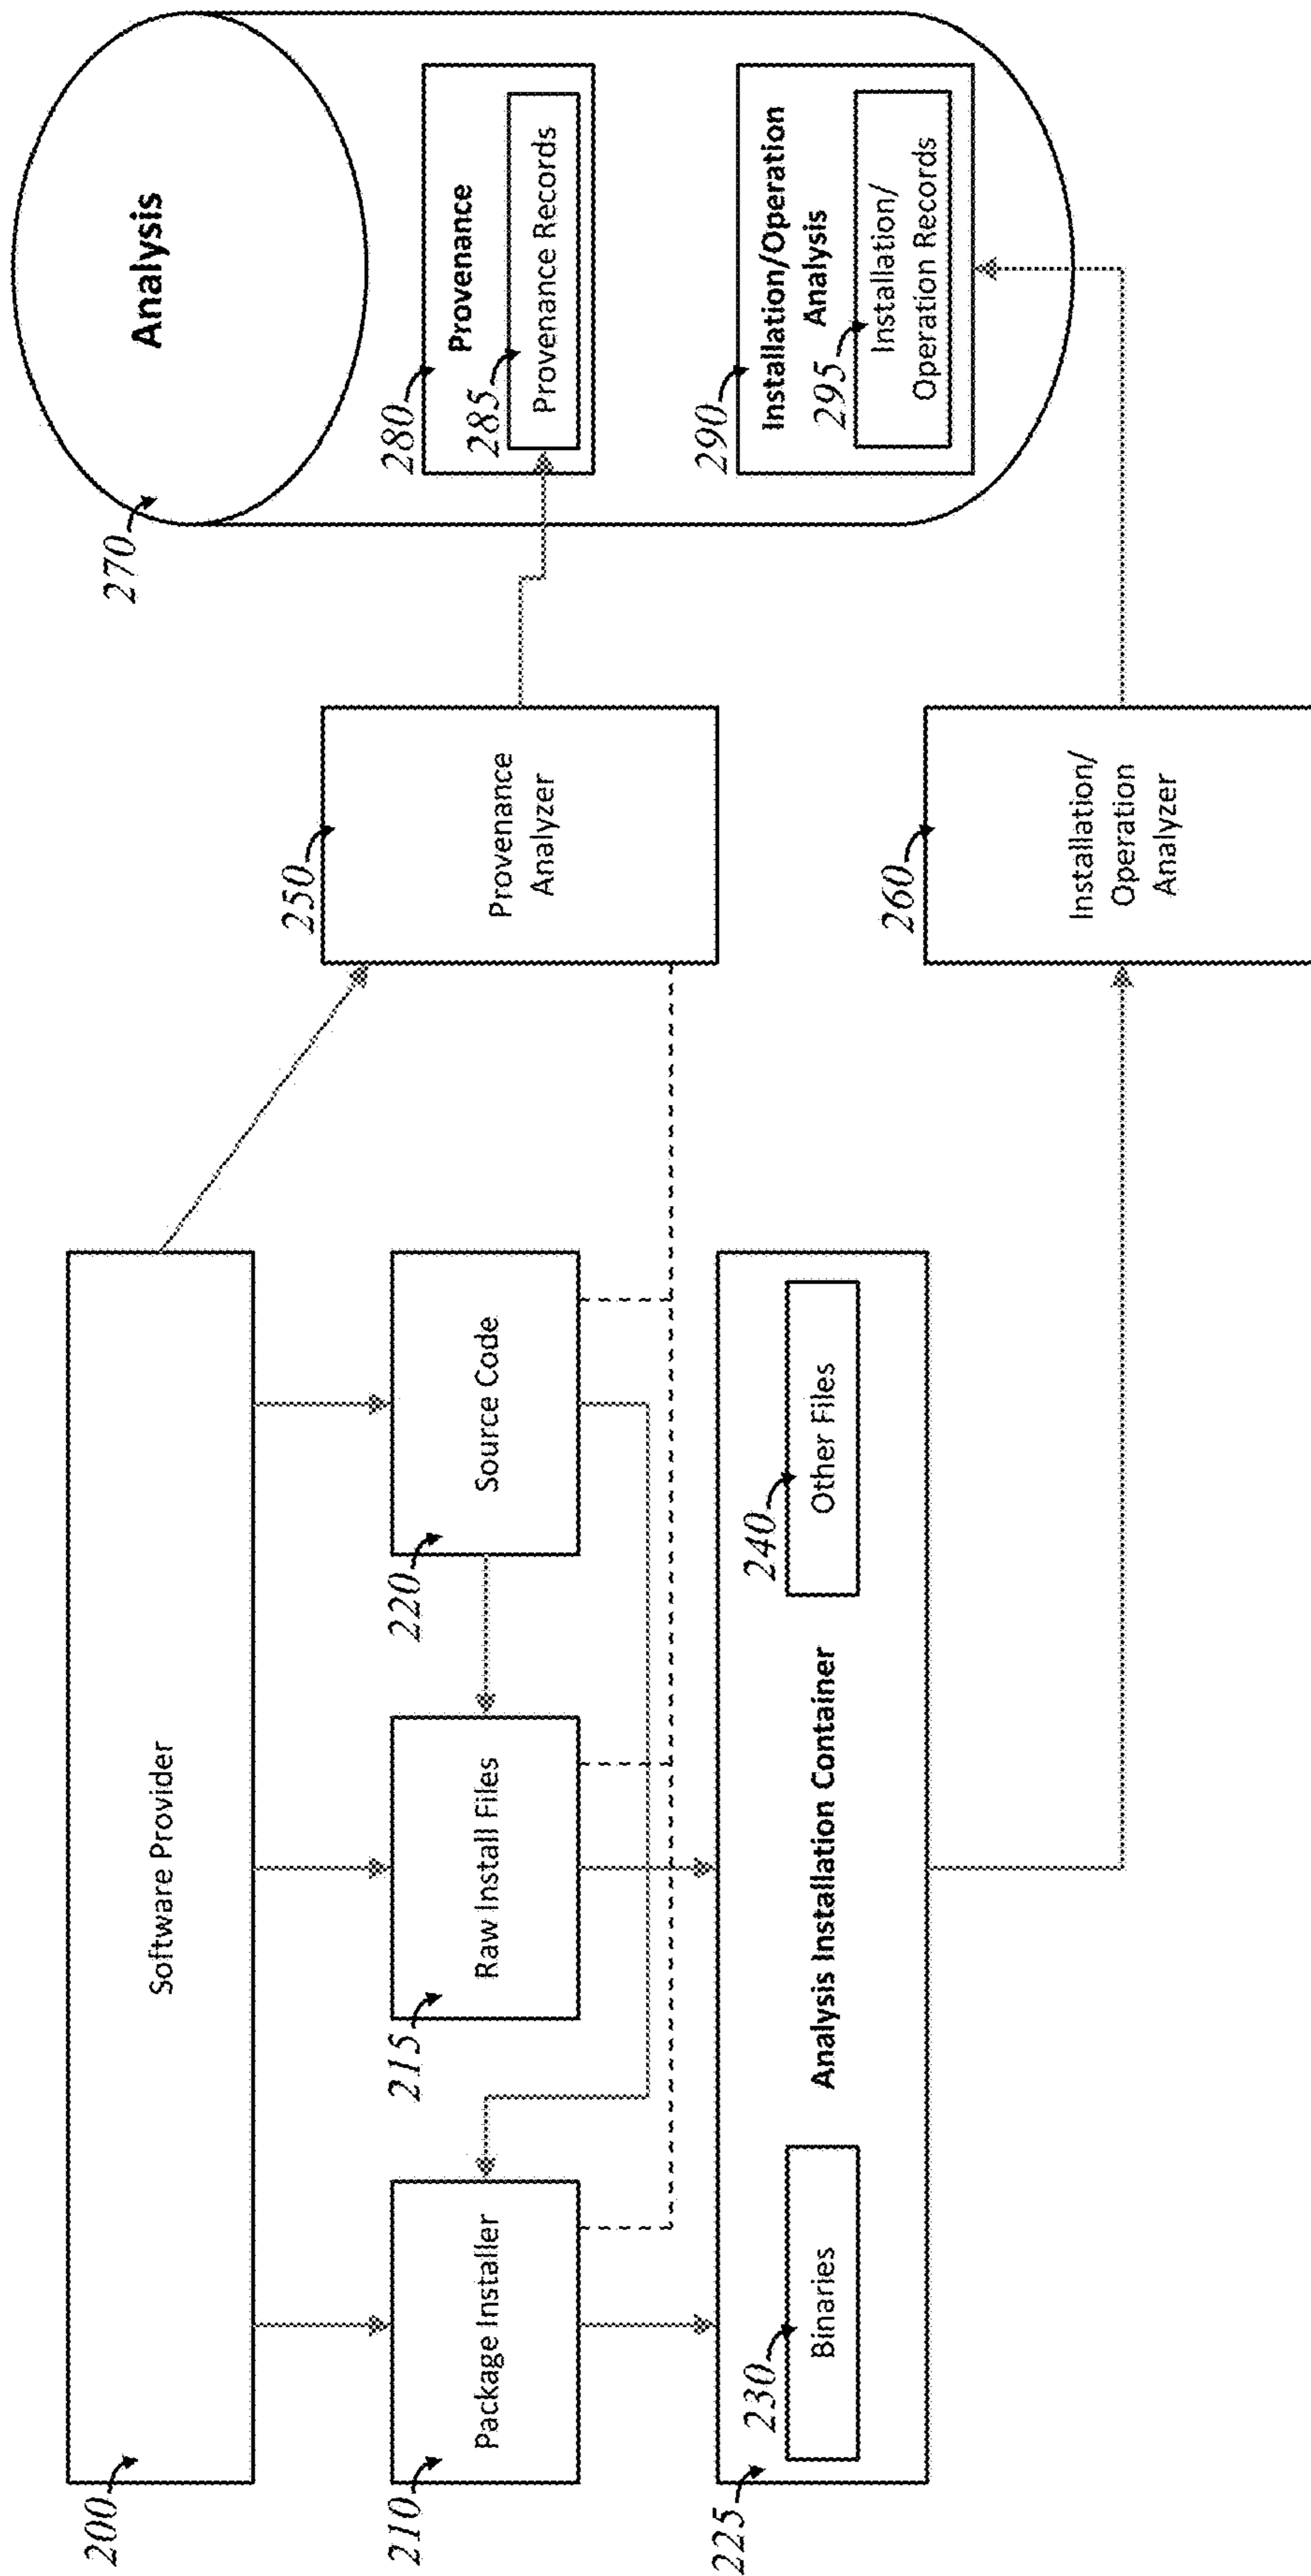 200
Software Provider
210
Package Installer
215
Raw Install Files
220
Source Code
225
Analysis Installation Container
230
Binaries
240
Other Files
250
Provenance
Analyzer
260
Installation/
Operation
Analyzer
270
Analysis
280
Provenance
285
Provenance Records
290
Installation/Operation
Analysis
295
Installation/
Operation Records